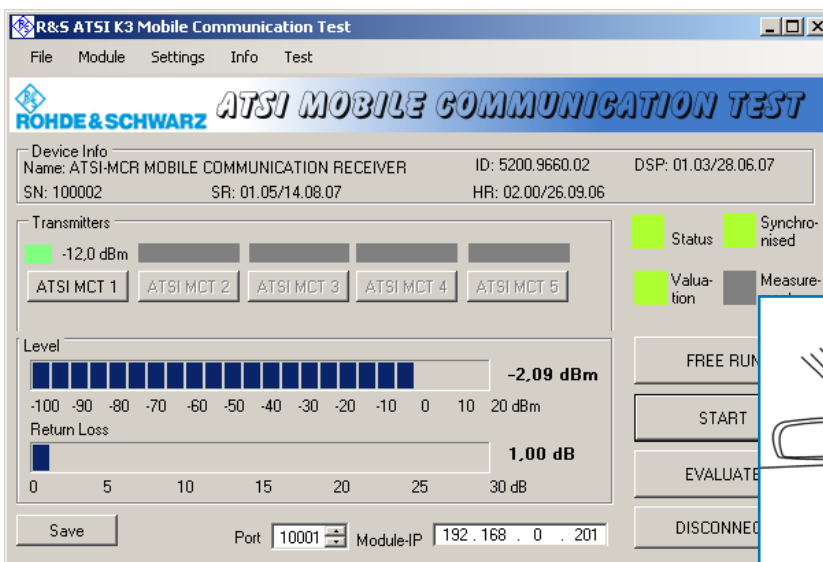 R&S ATSI K3 Mobile Communication Test
File Module Settings Info Test
ROHDE & SCHWARZ
ATSI MOBILE COMMUNICATION TEST
Device Info
Name: ATSI-MCR MOBILE COMMUNICATION RECEIVER ID: 5200.9660.02 DSP: 01.03/28.06.07
SN: 100002 SR: 01.05/14.08.07 HR: 02.00/26.09.06
Transmitters
-12,0 dBm
ATSI MCT 1 ATSI MCT 2 ATSI MCT 3 ATSI MCT 4 ATSI MCT 5
Status
Synchro-
nised
Valua-
tion
Measure-
Level
-2,09 dBm
-100 -90 -80 -70 -60 -50 -40 -30 -20 -10 0 10 20 dBm
Return Loss
1,00 dB
0 5 10 15 20 25 30 dB
FREE RUN
START
EVALUATE
DISCONNEC
Save
Port 10001 Module-IP 192 . 168 . 0 . 201